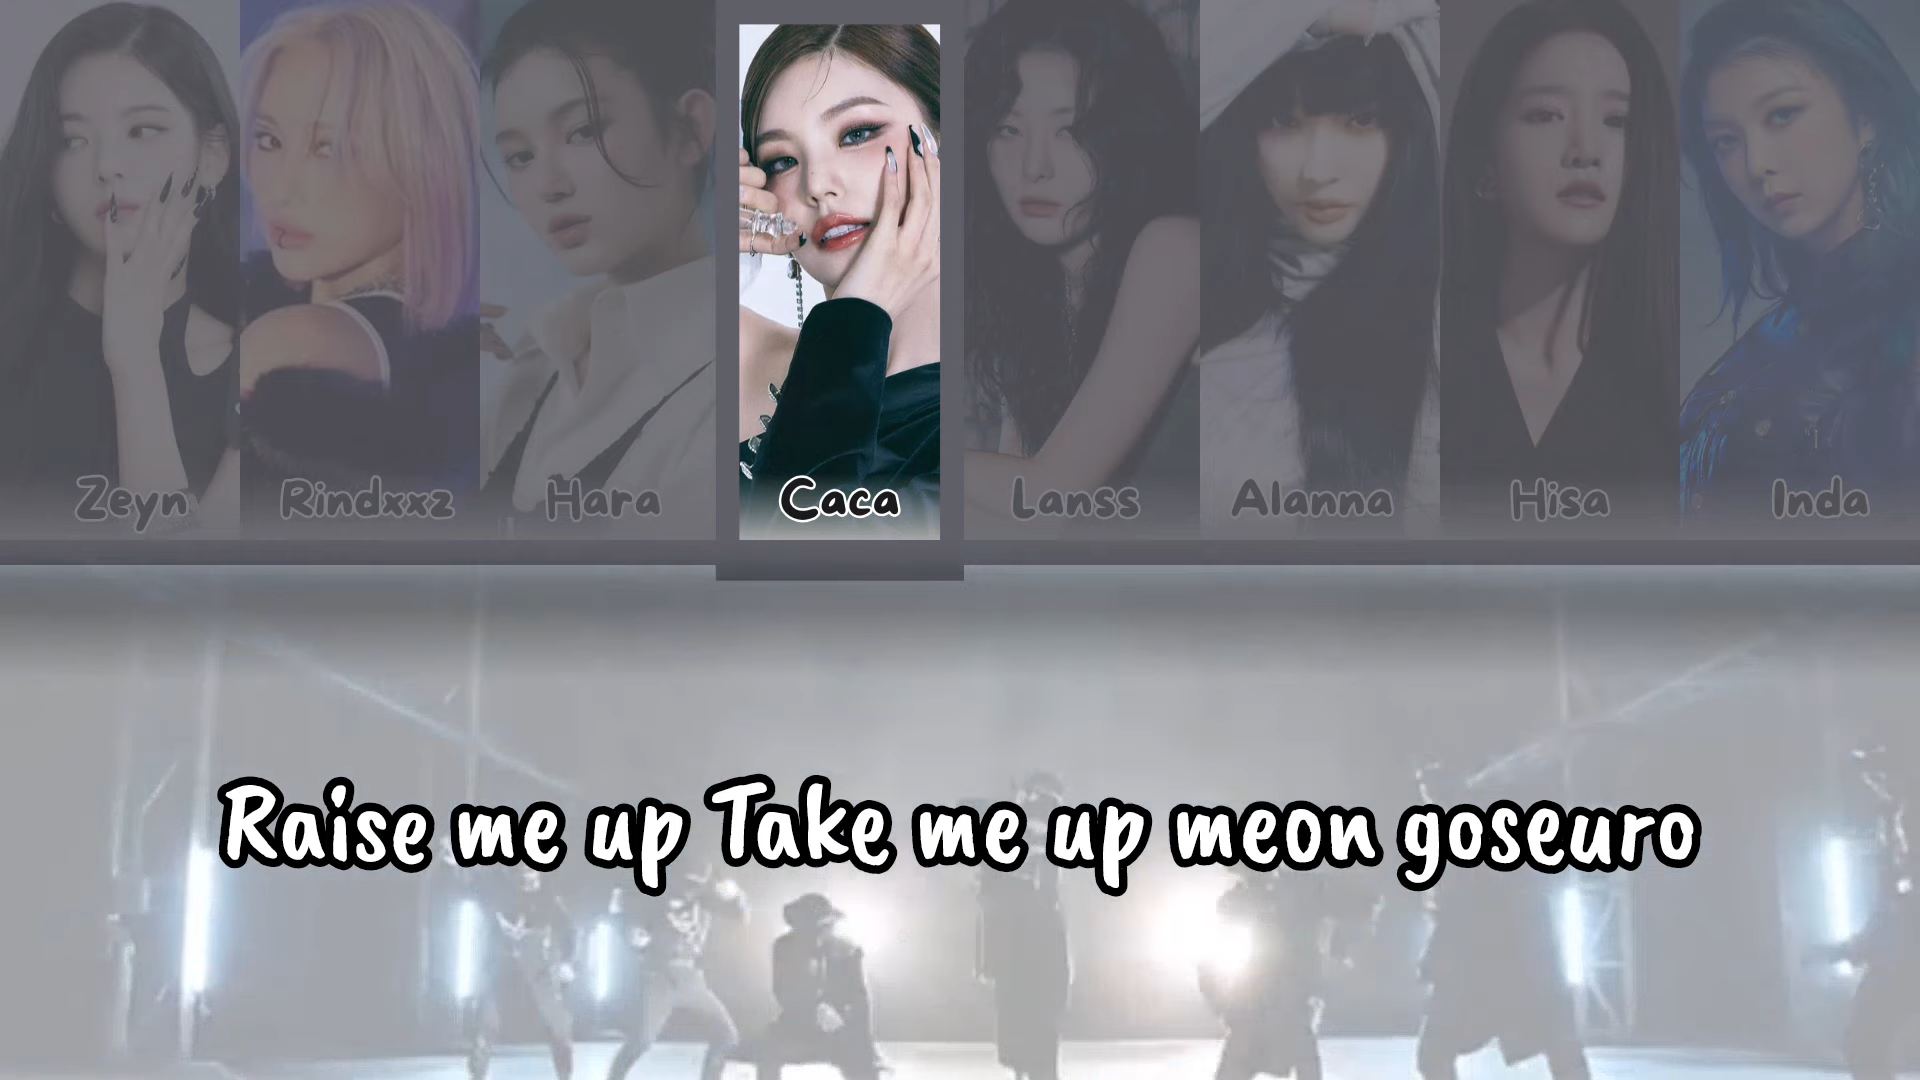 Zeyn
Rindxxz
Hara
Caca
Lanss
Alanna
Hisa
Inda
Raise me up Take me up meon goseuro